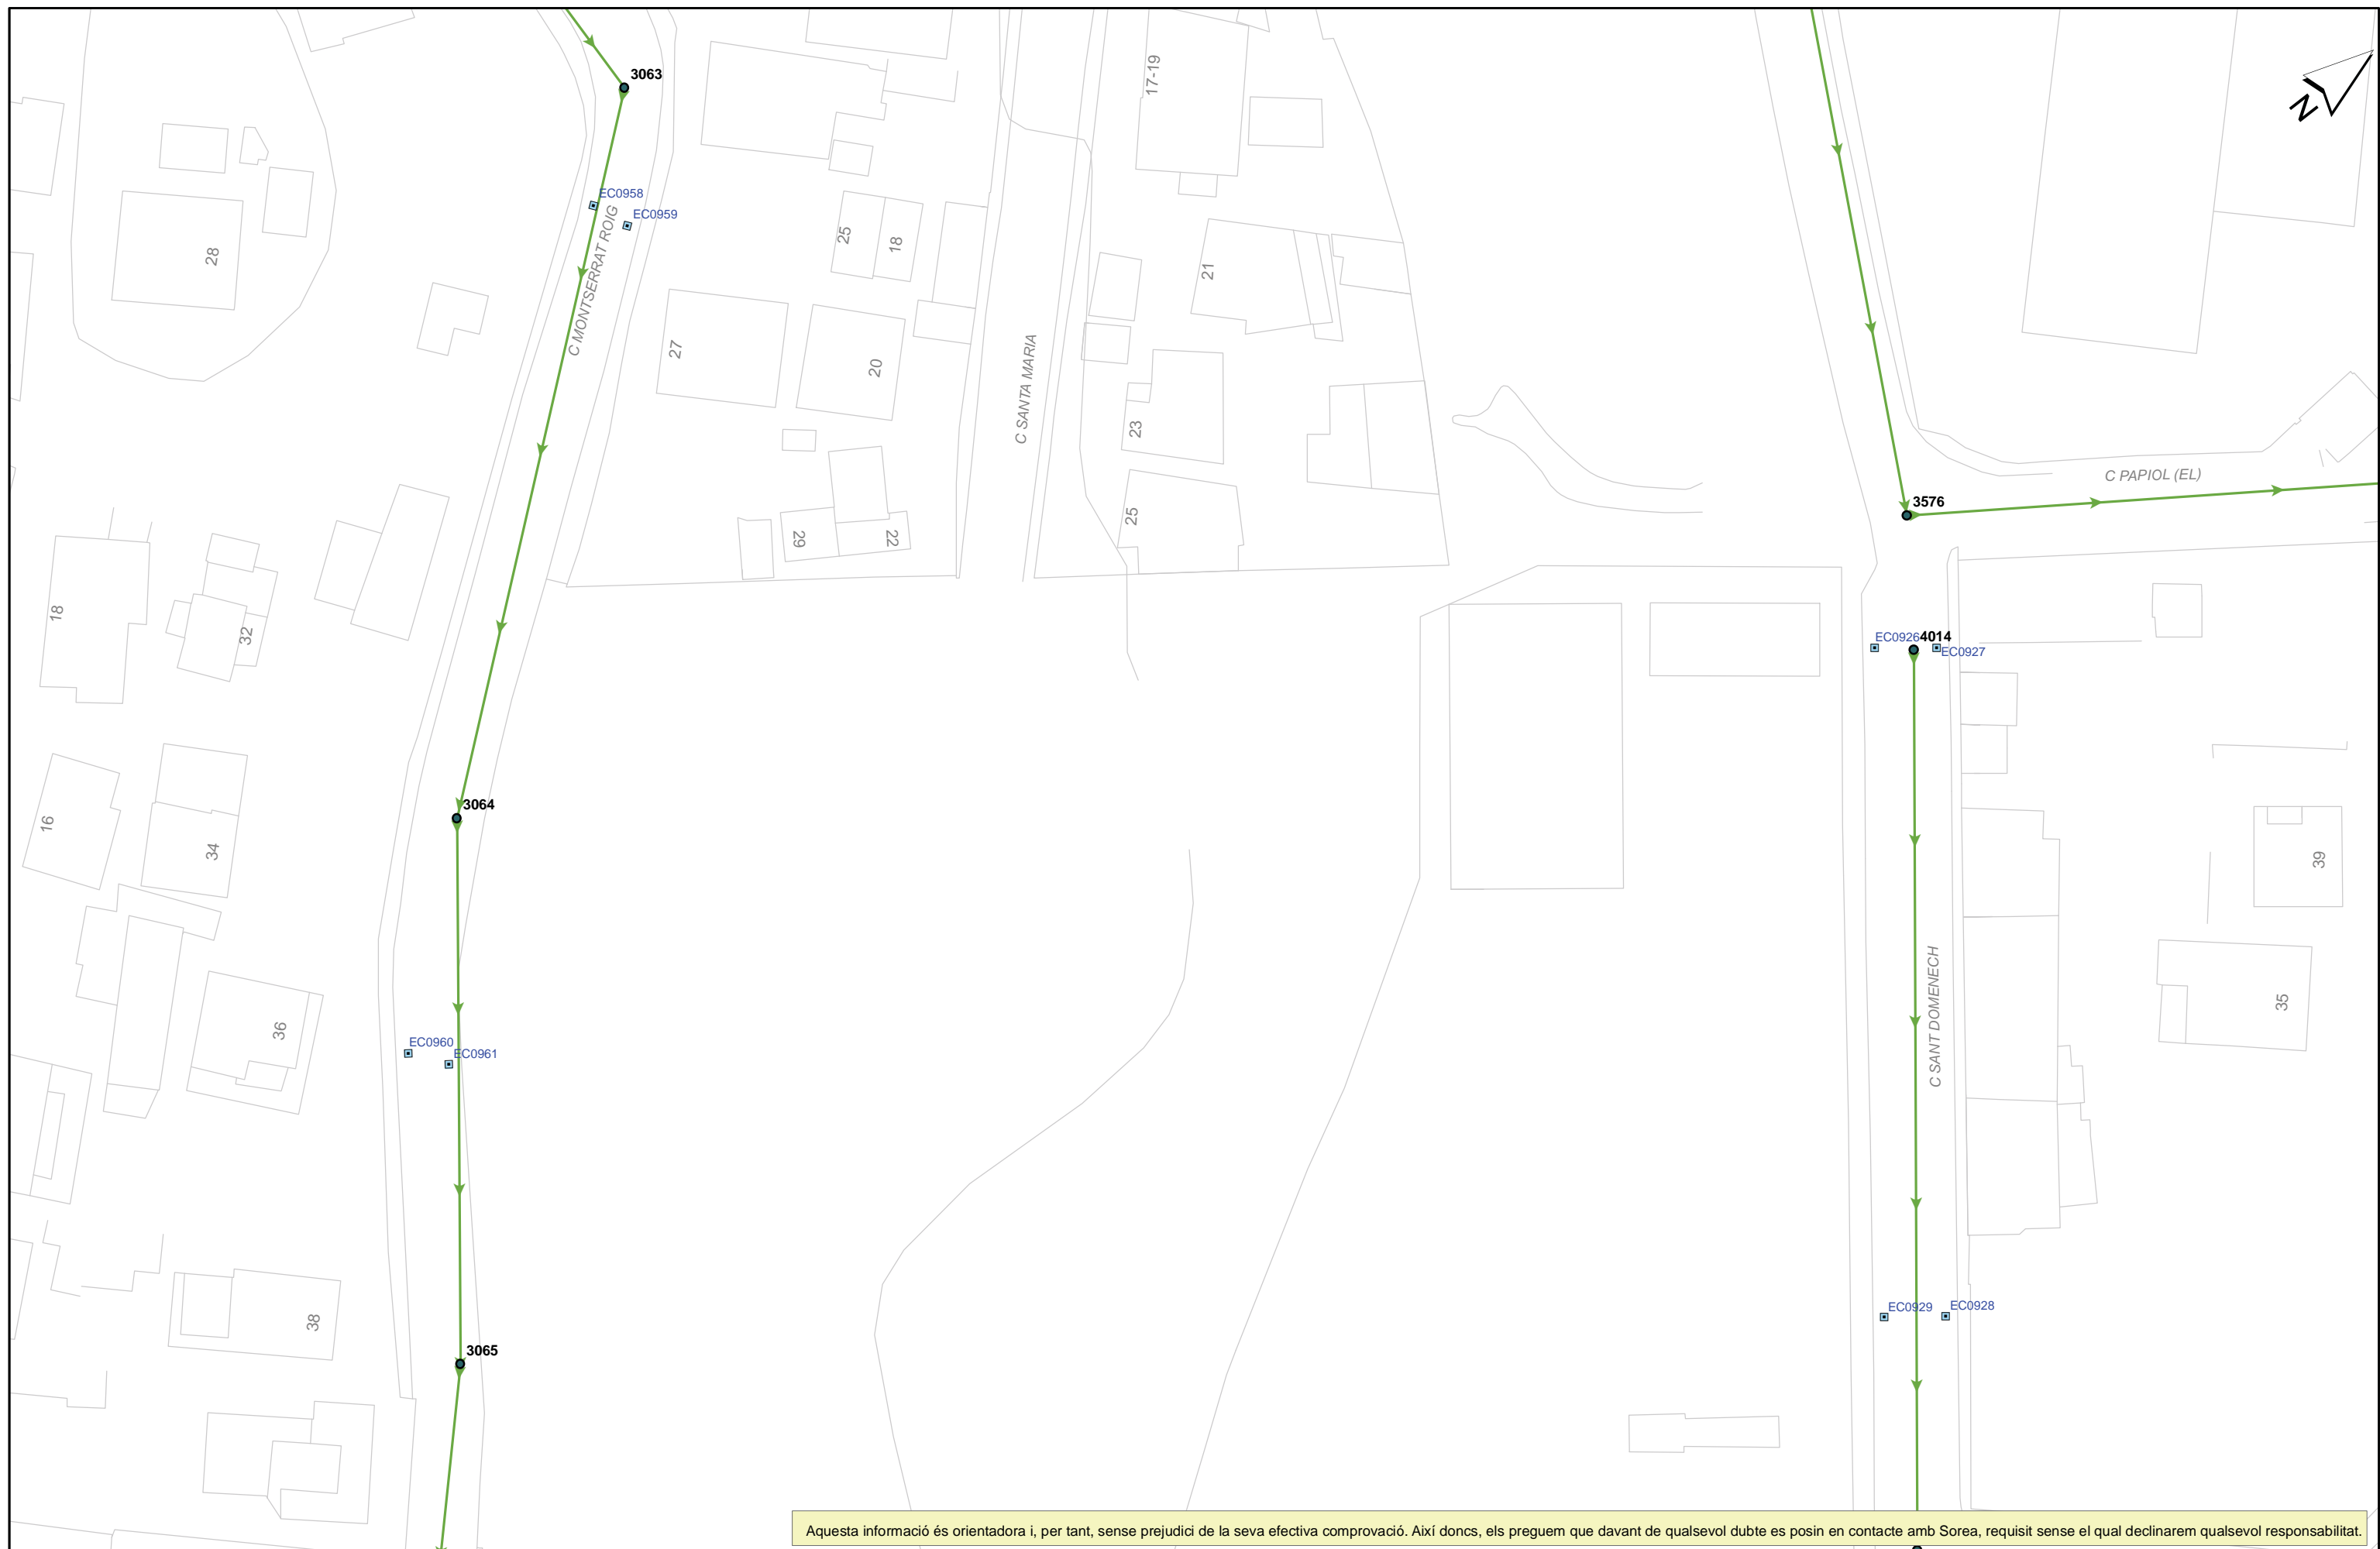 3063
17-19
N
EC0958
EC0959
C MONTSERRAT ROIG
28
25
18
21
27
20
C SANTA MARIA
23
C PAPIOL (EL)
3576
25
29
22
18
32
EC0926
4014
EC0927
3064
16
34
39
C SANT DOMENECH
35
36
EC0960
EC0961
38
EC0929
EC0928
3065
Aquesta informació és orientadora i, per tant, sense prejudici de la seva efectiva comprovació. Així doncs, els preguem que davant de qualsevol dubte es posin en contacte amb Sorea, requisit sense el qual declinarem qualsevol responsabilitat.